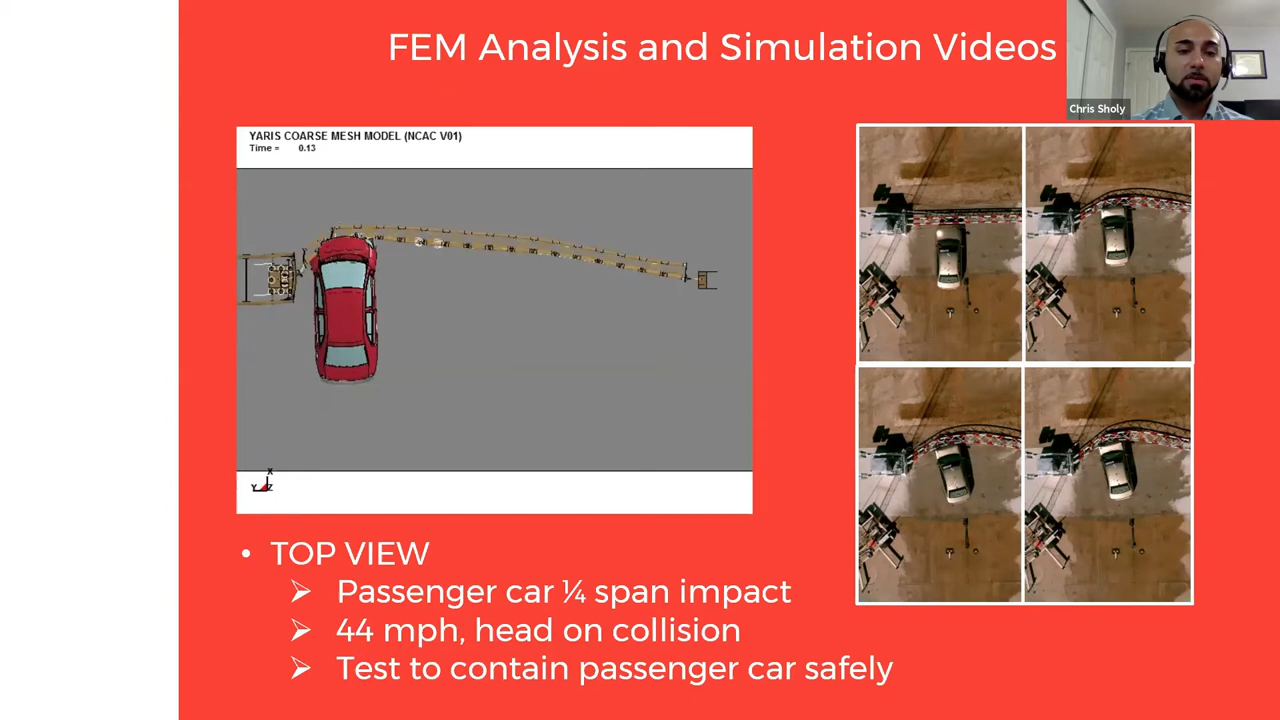 FEM Analysis and Simulation Videos
Chris Sholy
YARIS COARSE MESH MODEL (NCAC V01)
Time = 0.13
X
Y Z
• TOP VIEW
➢ Passenger car ¼ span impact
➢ 44 mph, head on collision
➢ Test to contain passenger car safely